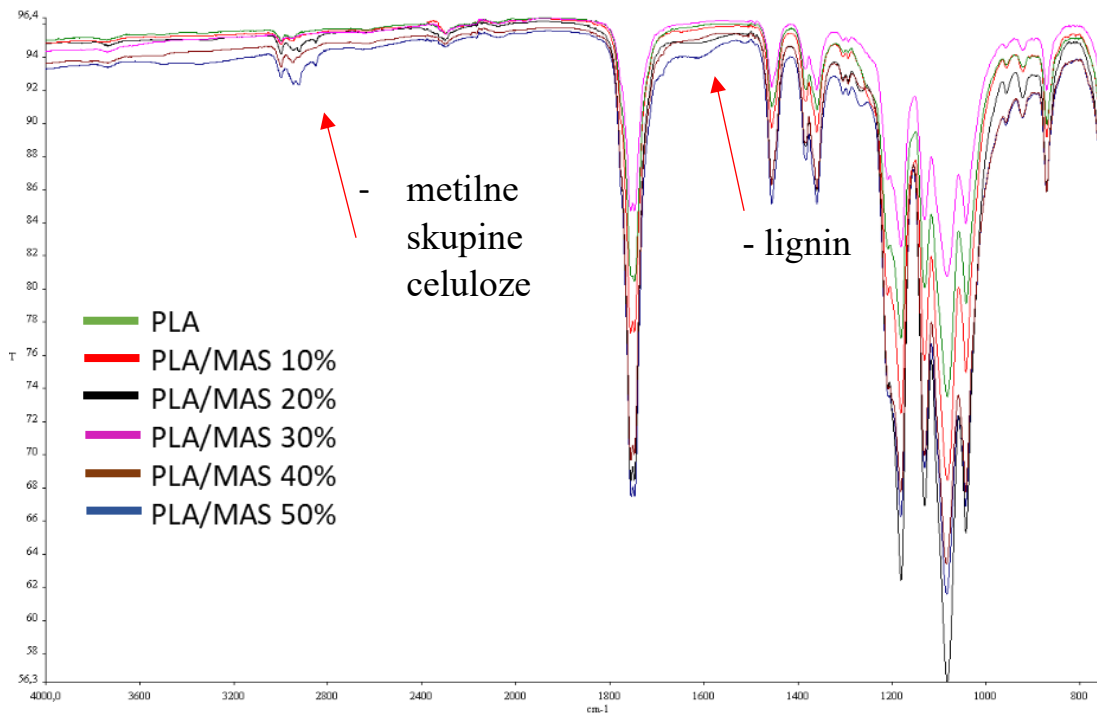 96,4
94
92
90
88
86
84
82
80
78
76
T
74
72
70
68
66
64
62
60
58
56,3
- metilne
skupine
celuloze
- lignin
PLA
PLA/MAS 10%
PLA/MAS 20%
PLA/MAS 30%
PLA/MAS 40%
PLA/MAS 50%
4000,0 3600 3200 2800 2400 2000 1800 1600 1400 1200 1000 800
cm-1